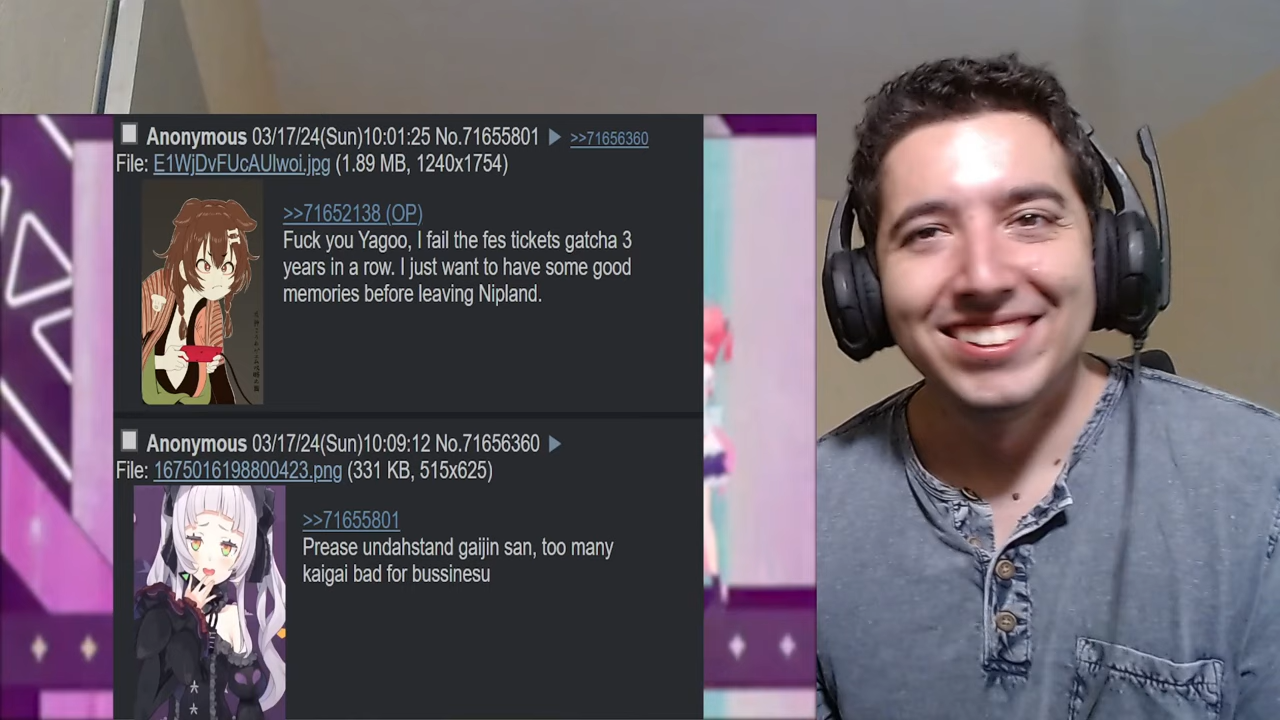 Anonymous 03/17/24(Sun)10:01:25 No.71655801 ▶ >>71656360
File: E1WjDvFUcAUlwoi.jpg (1.89 MB, 1240x1754)
>>71652138 (OP)
Fuck you Yagoo, I fail the fes tickets gatcha 3
years in a row. I just want to have some good
memories before leaving Nipland.
Anonymous 03/17/24(Sun)10:09:12 No.71656360 ▶
File: 1675016198800423.png (331 KB, 515x625)
>>71655801
Prease undahstand gaijin san, too many
kaigai bad for bussinesu